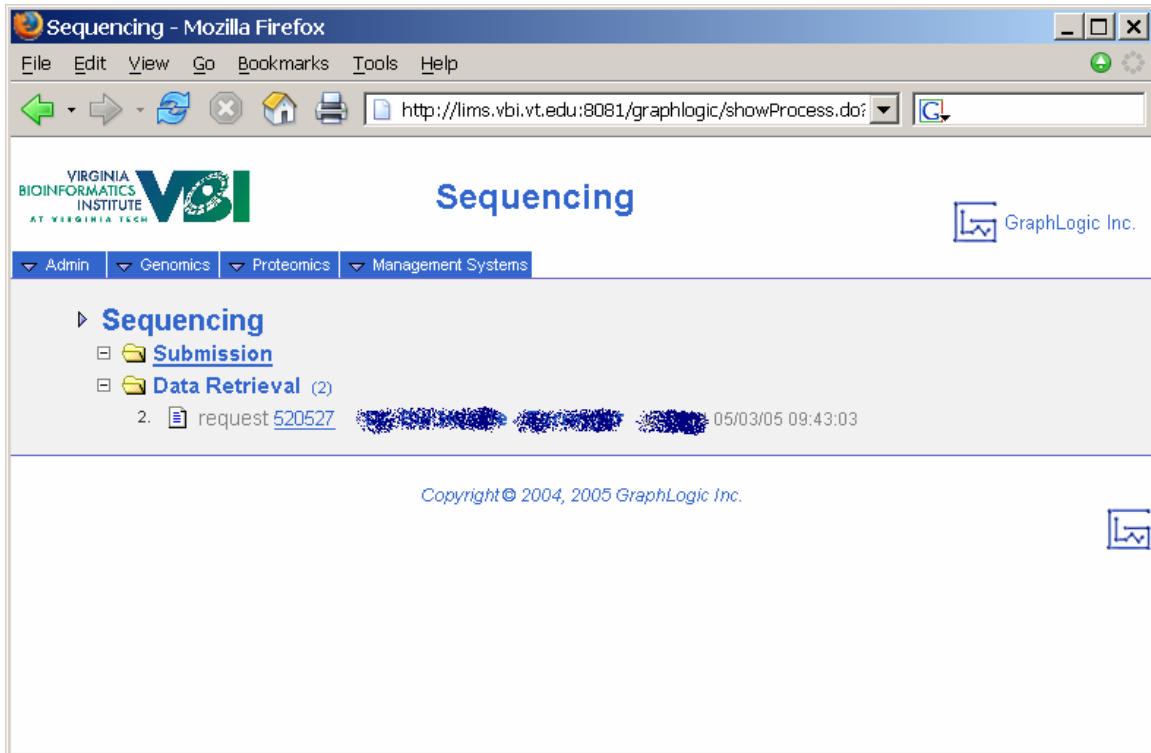 Sequencing - Mozilla Firefox
File Edit View Go Bookmarks Tools Help
http://lims.vbi.vt.edu:8081/graphlogic/showProcess.do?
G
VIRGINIA
BIOINFORMATICS
INSTITUTE
AT VIRGINIA TECH
VBI
Sequencing
GraphLogic Inc.
Admin Genomics Proteomics Management Systems
Sequencing
Submission
Data Retrieval (2)
2. request 520527 05/03/05 09:43:03
Copyright© 2004, 2005 GraphLogic Inc.